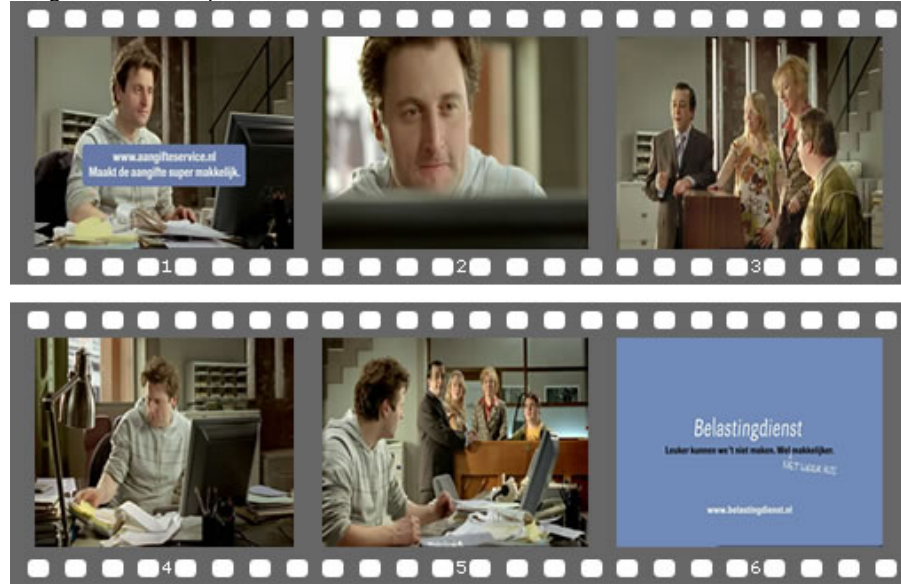 www.aangifteservice.nl
Maakt de aangifte super makkelijk.
1
2
3
4
5
Belastingdienst
Leuker kunnen we 't niet maken. Wel makkelijker.
www.belastingdienst.nl
6